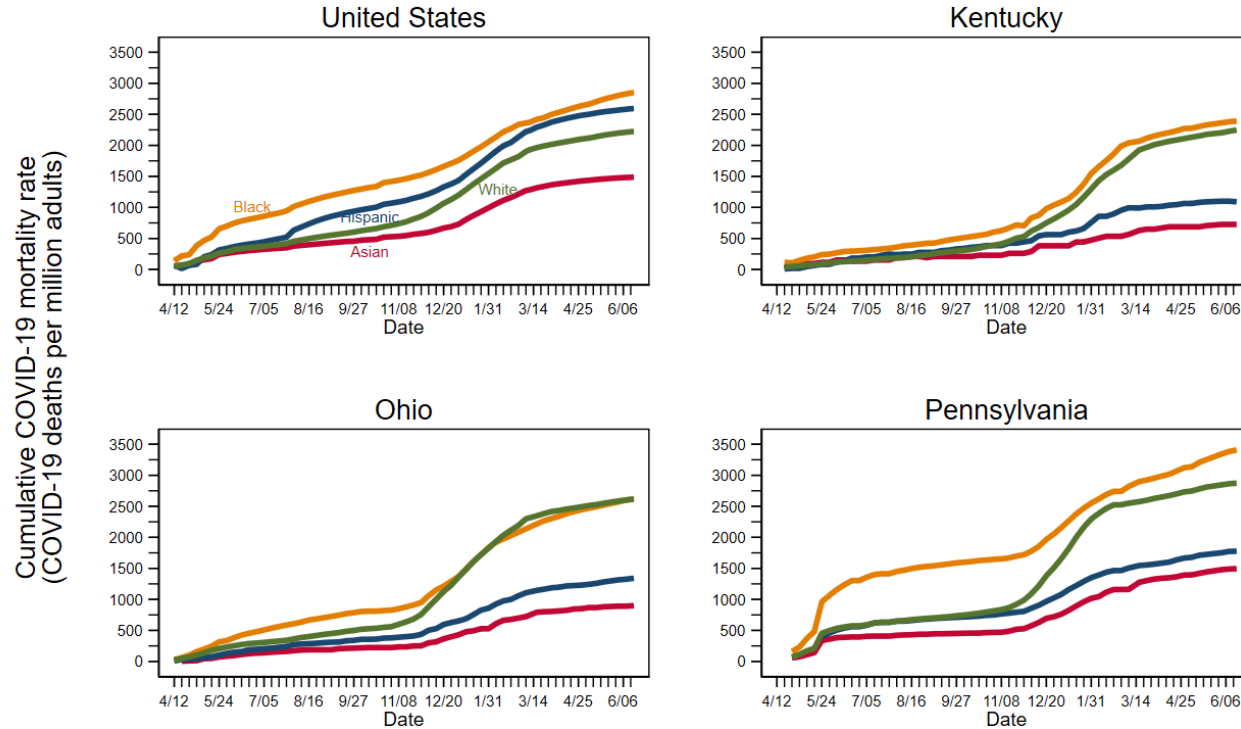 United States
Kentucky
Cumulative COVID-19 mortality rate
(COVID-19 deaths per million adults)
3500
3000
2500
2000
1500
1000
500
0
Black
Hispanic
White
Asian
4/12 5/24 7/05 8/16 9/27 11/08 12/20 1/31 3/14 4/25 6/06
Date
3500
3000
2500
2000
1500
1000
500
0
4/12 5/24 7/05 8/16 9/27 11/08 12/20 1/31 3/14 4/25 6/06
Date
Ohio
Pennsylvania
3500
3000
2500
2000
1500
1000
500
0
4/12 5/24 7/05 8/16 9/27 11/08 12/20 1/31 3/14 4/25 6/06
Date
3500
3000
2500
2000
1500
1000
500
0
4/12 5/24 7/05 8/16 9/27 11/08 12/20 1/31 3/14 4/25 6/06
Date